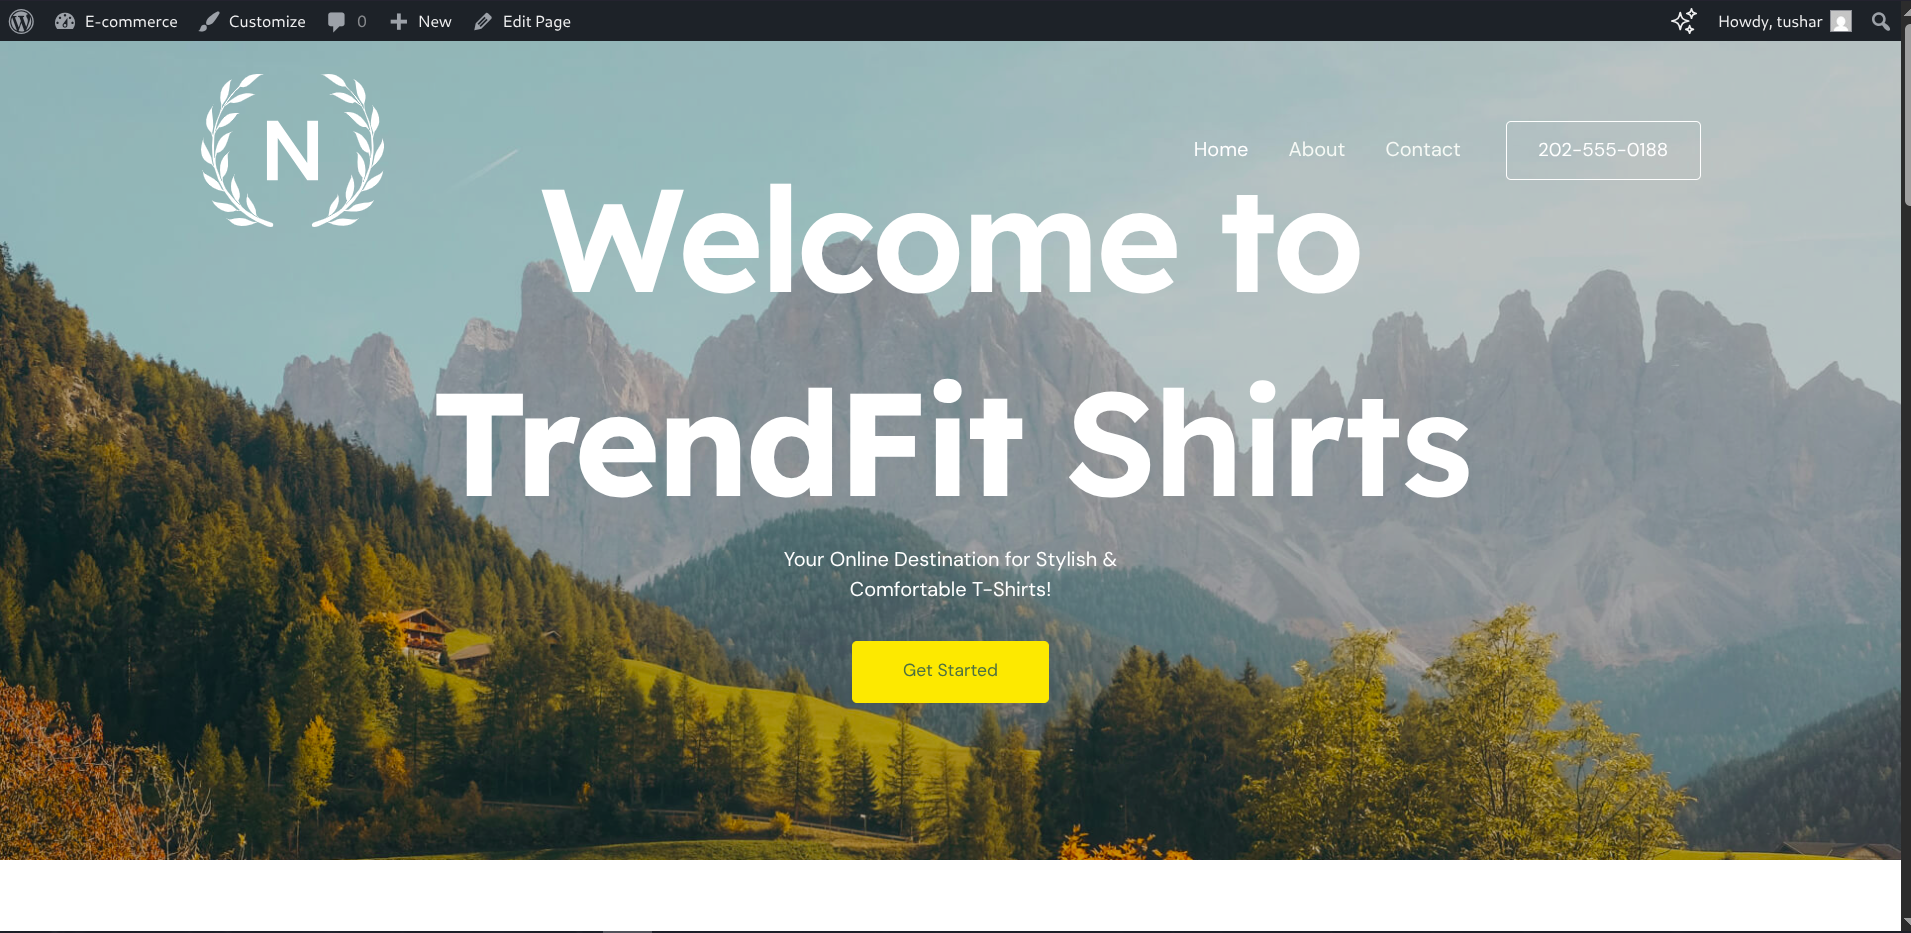 E-commerce Customize 0 New Edit Page Howdy, tushar
N
Home About Contact 202-555-0188
Welcome to
TrendFit Shirts
Your Online Destination for Stylish &
Comfortable T-Shirts!
Get Started